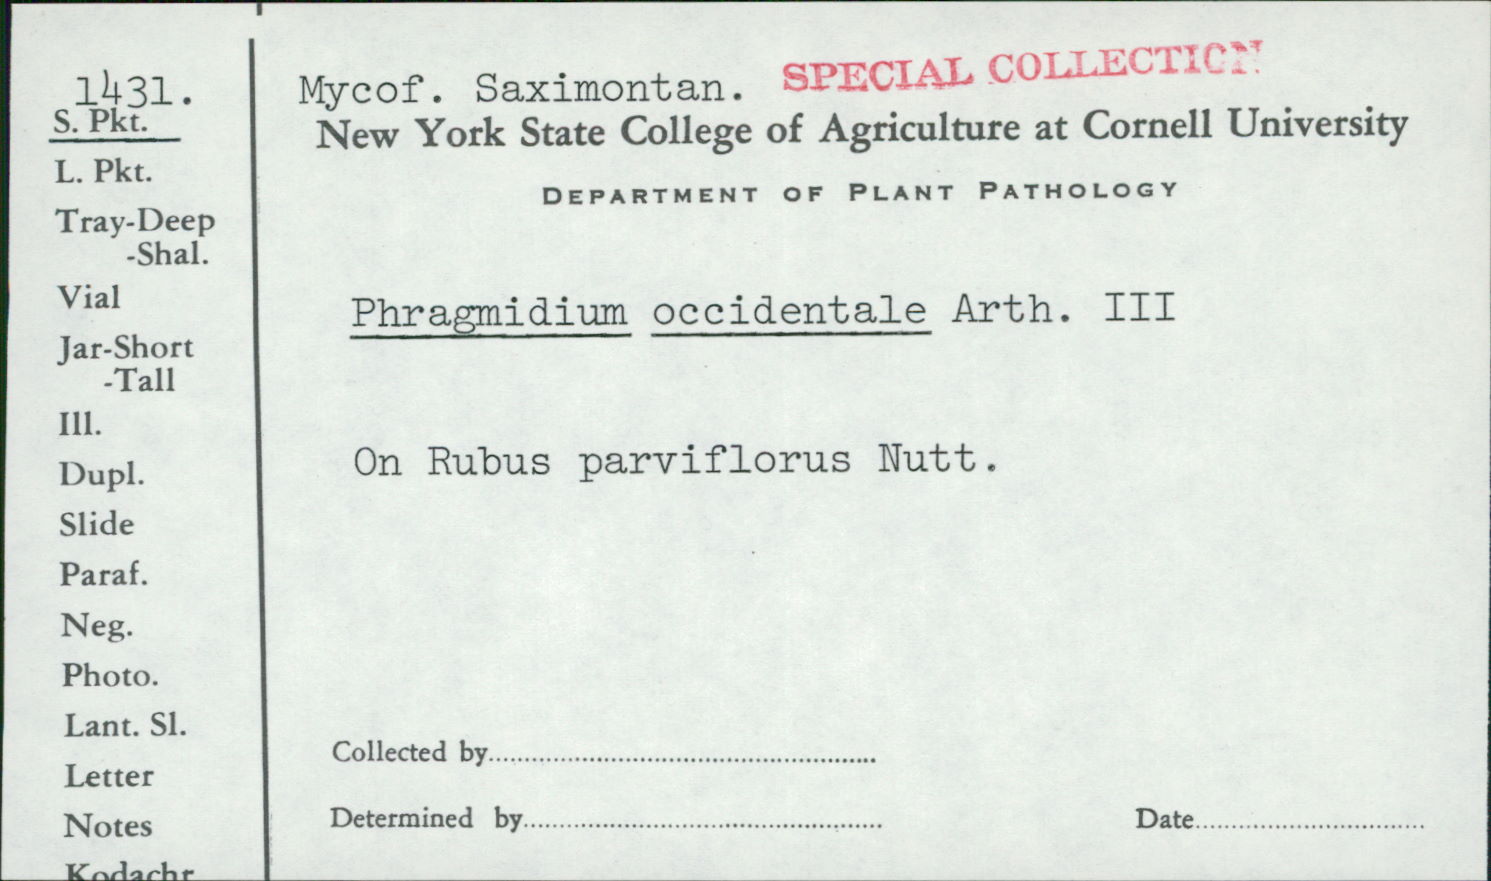 1431.
S. Pkt.
L. Pkt.
Tray-Deep
-Shal.
Vial
Jar-Short
-Tall
Ill.
Dupl.
Slide
Paraf.
Neg.
Photo.
Lant. Sl.
Letter
Notes
Kodachr
Mycof. Saximontan. SPECIAL COLLECTION
New York State College of Agriculture at Cornell University
DEPARTMENT OF PLANT PATHOLOGY
Phragmidium occidentale Arth. III
On Rubus parviflorus Nutt.
Collected by
Determined by Date